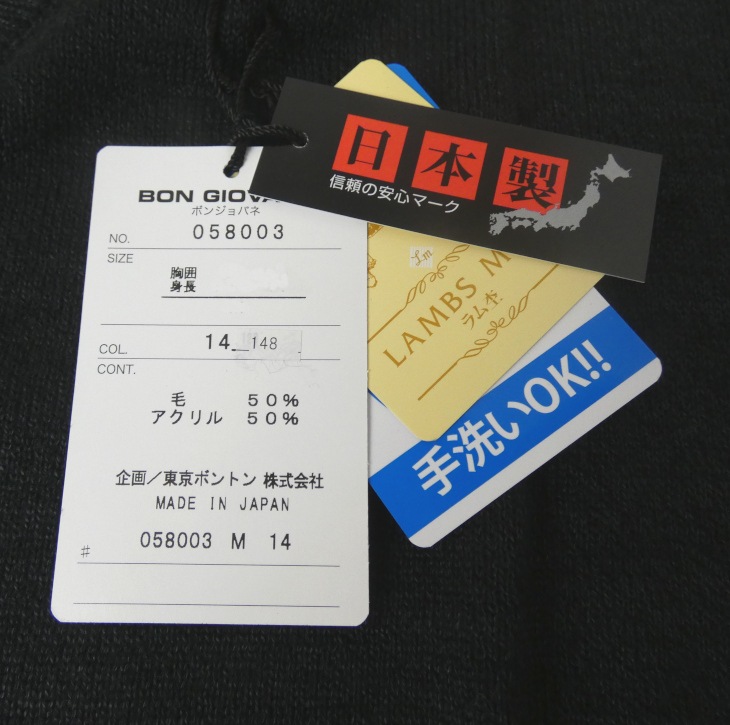 BON GIOVA
ボンジョバネ
NO. 058003
SIZE
胸囲
身長
COL. 14 148
CONT.
毛 50%
アクリル 50%
企画/東京ボントン 株式会社
MADE IN JAPAN
# 058003 M 14
日本製
信頼の安心マーク
Lm
LAMBS M
ラム
手洗いOK!!